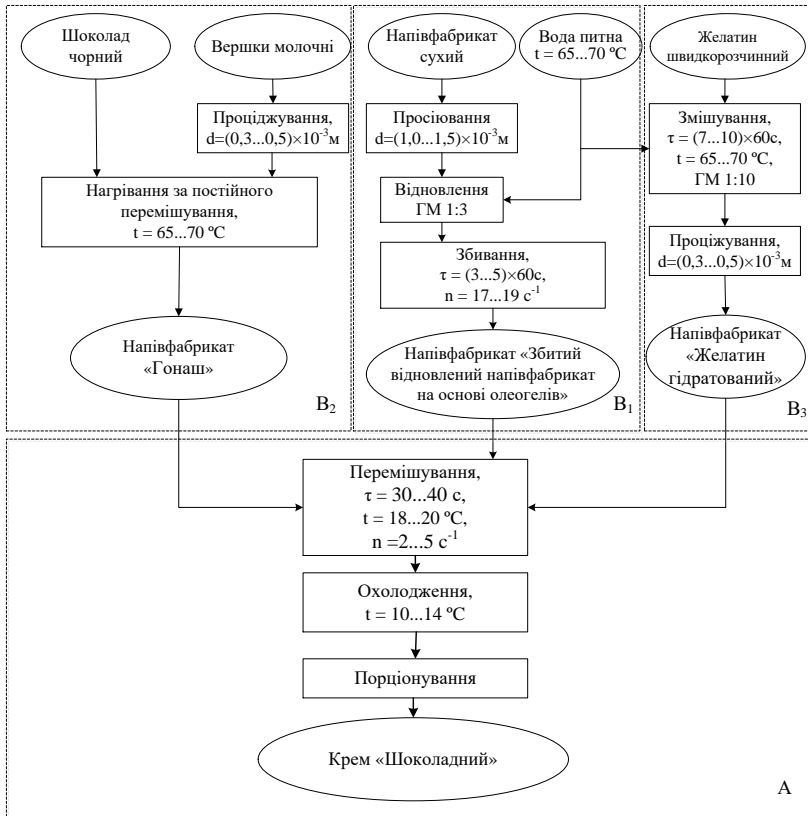 Шоколад
чорний
Вершки молочні
Проціджування,
d=(0,3...0,5)×10⁻³м
Нагрівання за постійного
перемішування,
t = 65...70 ºС
Напівфабрикат
«Гонаш»
В₂
Напівфабрикат
сухий
Вода питна
t = 65...70 ºС
Просіювання
d=(1,0...1,5)×10⁻³м
Відновлення
ГМ 1:3
Збивання,
τ = (3...5)×60с,
n = 17...19 с⁻¹
Напівфабрикат «Збитий
відновлений напівфабрикат
на основі олеогелів»
В₁
Желатин
швидкорозчинний
Змішування,
τ = (7...10)×60с,
t = 65...70 ºС,
ГМ 1:10
Проціжування,
d=(0,3...0,5)×10⁻³м
Напівфабрикат
«Желатин
гідратований»
В₃
Перемішування,
τ = 30...40 с,
t = 18...20 ºС,
n =2...5 с⁻¹
Охолодження,
t = 10...14 ºС
Порціонування
Крем «Шоколадний»
А